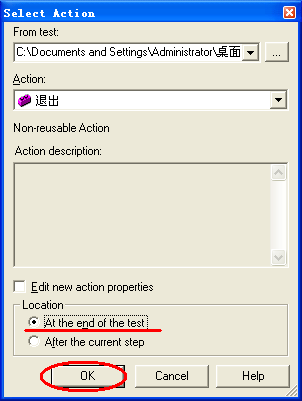 Select Action
From test:
C:\Documents and Settings\Administrator\桌面
...
Action:
退出
Non-reusable Action
Action description:
Edit new action properties
Location
At the end of the test
After the current step
OK Cancel Help